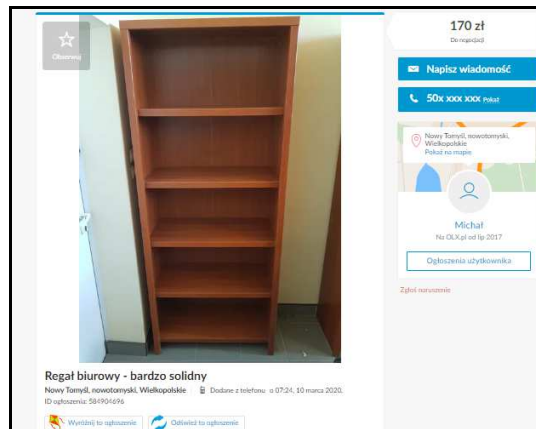 Obserwuj
170 zł
Do negocjacji
Napisz wiadomość
50x xxx xxx Pokaż
Nowy Tomyśl, nowotomyski,
Wielkopolskie
Pokaż na mapie
Michał
Na OLX.pl od lip 2017
Ogłoszenia użytkownika
Zgłoś naruszenie
Regał biurowy - bardzo solidny
Nowy Tomyśl, nowotomyski, Wielkopolskie Dodane z telefonu o 07:24, 10 marca 2020,
ID ogłoszenia: 584904696
Wyróżnij to ogłoszenie Odśwież to ogłoszenie